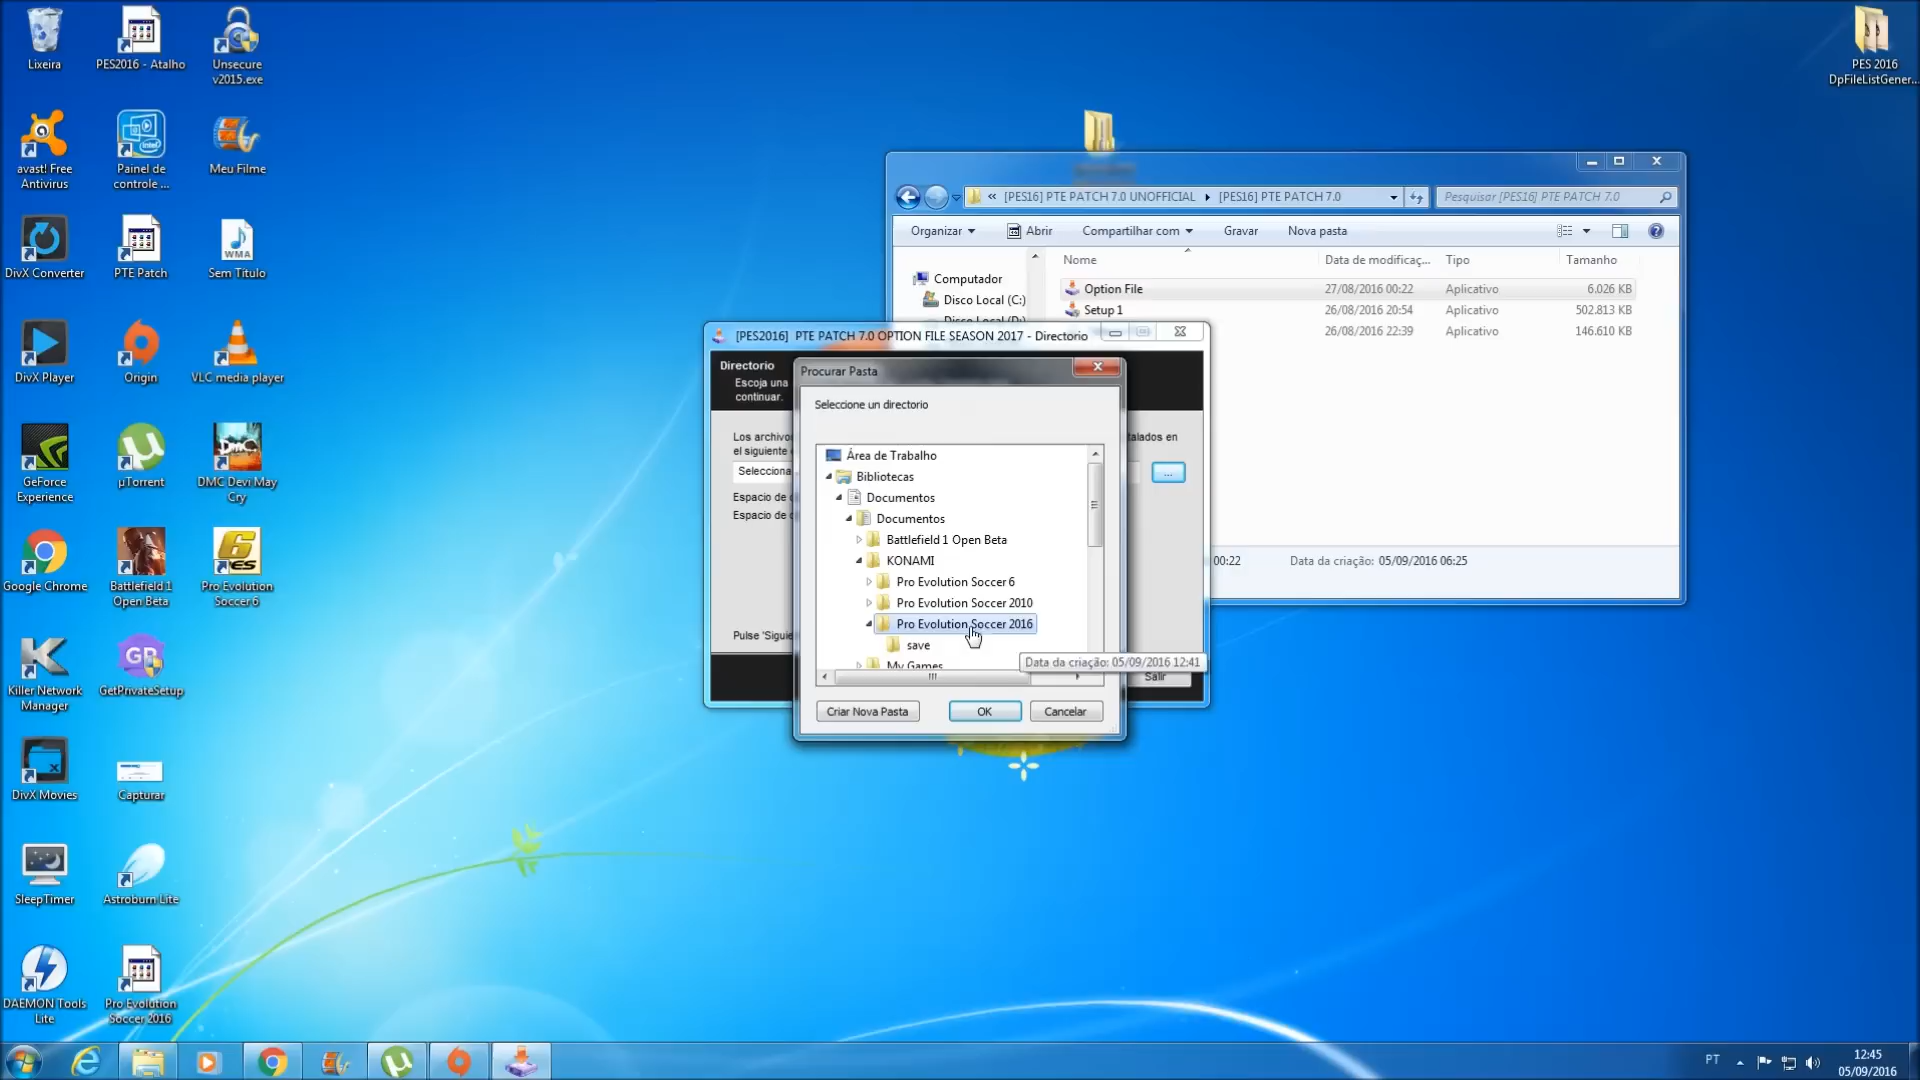 Lixeira
PES2016 - Atalho
Unsecure
v2015.exe
PES 2016
DpFileListGener...
avast! Free
Antivirus
Painel de
controle ...
Meu Filme
DivX Converter
PTE Patch
WMA
Sem Titulo
DivX Player
Origin
VLC media player
GeForce
Experience
µTorrent
DMC Devi May
Cry
Google Chrome
Battlefield 1
Open Beta
Pro Evolution
Soccer 6
Killer Network
Manager
GetPrivateSetup
DivX Movies
Capturar
SleepTimer
Astroburn Lite
DAEMON Tools
Lite
Pro Evolution
Soccer 2016
« [PES16] PTE PATCH 7.0 UNOFFICIAL
[PES16] PTE PATCH 7.0
Pesquisar [PES16] PTE PATCH 7.0
Organizar
Abrir
Compartilhar com
Gravar
Nova pasta
Nome
Data de modificaç...
Tipo
Tamanho
Computador
Disco Local (C:)
Option File
27/08/2016 00:22
Aplicativo
6.026 KB
Setup 1
26/08/2016 20:54
Aplicativo
502.813 KB
26/08/2016 22:39
Aplicativo
146.610 KB
00:22
Data da criação: 05/09/2016 06:25
[PES2016] PTE PATCH 7.0 OPTION FILE SEASON 2017 - Directorio
Directorio
Escoja una
continuar.
Los archivo
talados en
el siguiente
Selecciona
...
Espacio de
Espacio de
Pulse 'Sigui
Salir
Procurar Pasta
Seleccione un directorio
Área de Trabalho
Bibliotecas
Documentos
Documentos
Battlefield 1 Open Beta
KONAMI
Pro Evolution Soccer 6
Pro Evolution Soccer 2010
Pro Evolution Soccer 2016
save
My Games
Data da criação: 05/09/2016 12:41
Criar Nova Pasta
OK
Cancelar
PT
12:45
05/09/2016